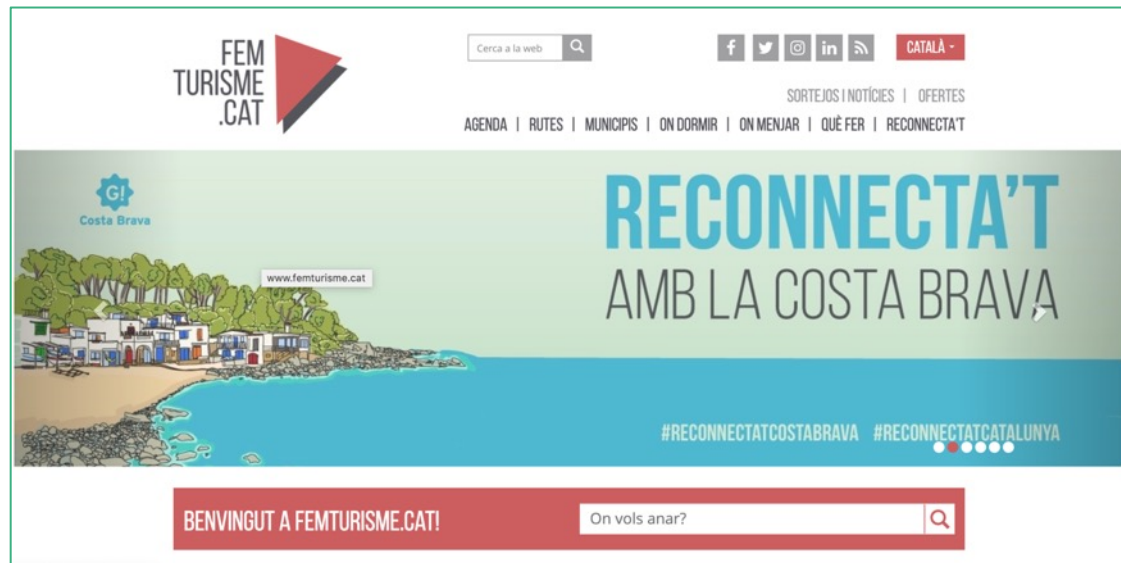 FEM
TURISME
.CAT
Cerca a la web
CATALÀ
SORTEJOS I NOTÍCIES | OFERTES
AGENDA | RUTES | MUNICIPIS | ON DORMIR | ON MENJAR | QUÈ FER | RECONNECTA'T
G!
Costa Brava
RECONNECTA'T
AMB LA COSTA BRAVA
www.femturisme.cat
#RECONNECTATCOSTABRAVA #RECONNECTATCATALUNYA
BENVINGUT A FEMTURISME.CAT!
On vols anar?